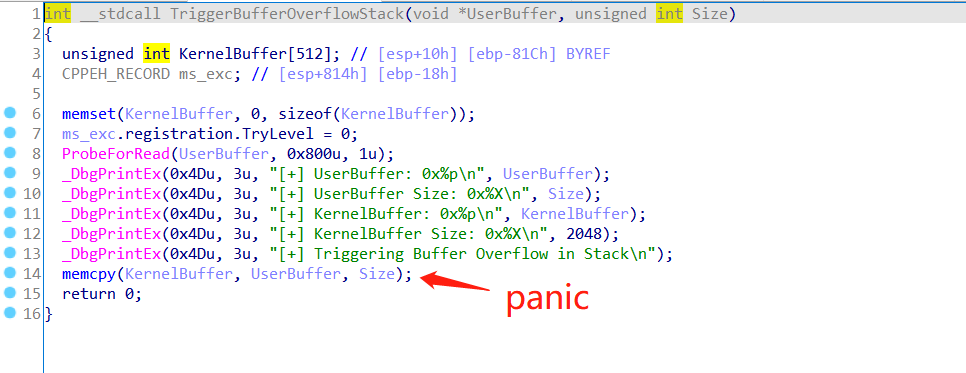 1 int __stdcall TriggerBufferOverflowStack(void *UserBuffer, unsigned int Size)
2 {
3 unsigned int KernelBuffer[512]; // [esp+10h] [ebp-81Ch] BYREF
4 CPPEH_RECORD ms_exc; // [esp+814h] [ebp-18h]
5
6 memset(KernelBuffer, 0, sizeof(KernelBuffer));
7 ms_exc.registration.TryLevel = 0;
8 ProbeForRead(UserBuffer, 0x800u, 1u);
9 _DbgPrintEx(0x4Du, 3u, "[+] UserBuffer: 0x%p\n", UserBuffer);
10 _DbgPrintEx(0x4Du, 3u, "[+] UserBuffer Size: 0x%X\n", Size);
11 _DbgPrintEx(0x4Du, 3u, "[+] KernelBuffer: 0x%p\n", KernelBuffer);
12 _DbgPrintEx(0x4Du, 3u, "[+] KernelBuffer Size: 0x%X\n", 2048);
13 _DbgPrintEx(0x4Du, 3u, "[+] Triggering Buffer Overflow in Stack\n");
14 memcpy(KernelBuffer, UserBuffer, Size);
15 return 0;
16 }
panic